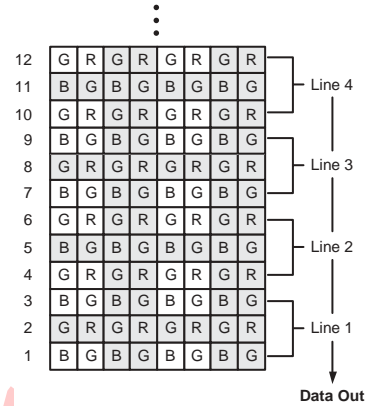 12 G R G R G R G R
11 B G B G B G B G Line 4
10 G R G R G R G R
9 B G B G B G B G
8 G R G R G R G R Line 3
7 B G B G B G B G
6 G R G R G R G R
5 B G B G B G B G Line 2
4 G R G R G R G R
3 B G B G B G B G
2 G R G R G R G R Line 1
1 B G B G B G B G
Data Out